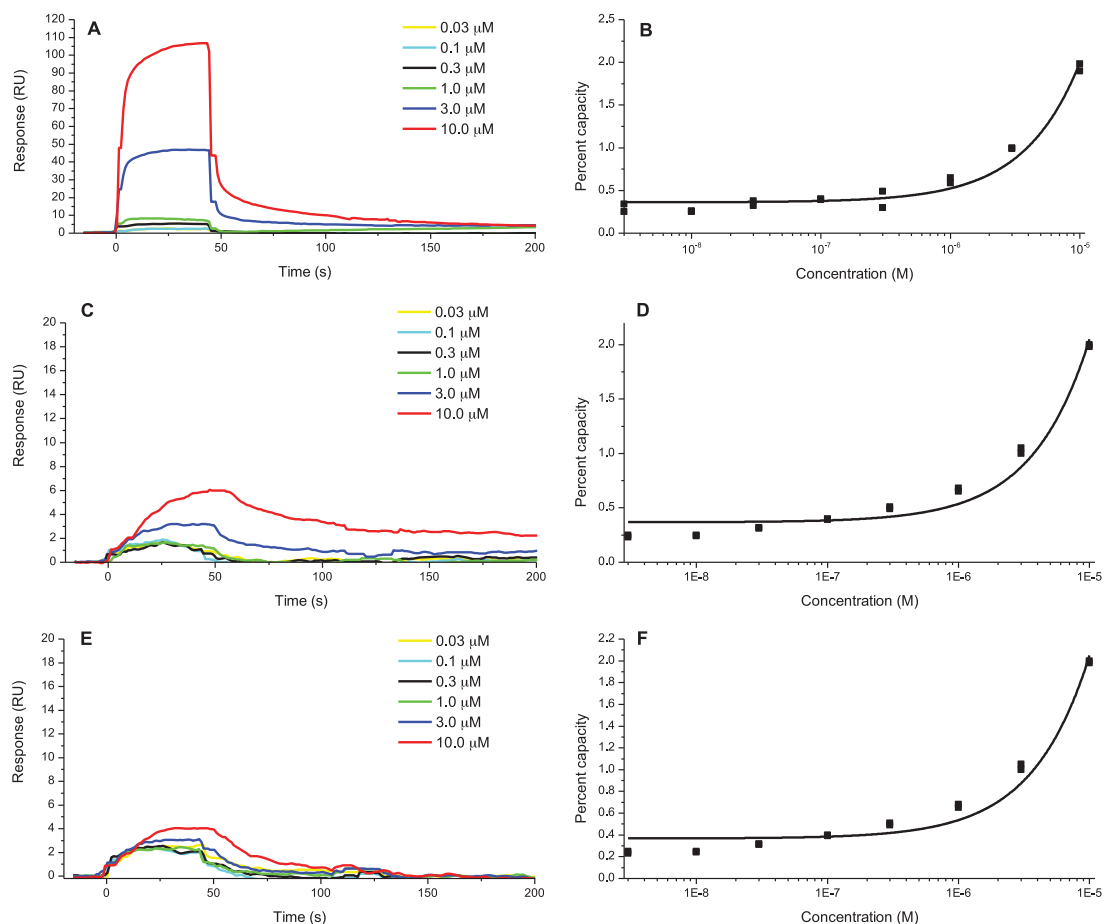 A
0.03 μM
0.1 μM
0.3 μM
1.0 μM
3.0 μM
10.0 μM
Response (RU)
120
110
100
90
80
70
60
50
40
30
20
10
0
0 50 100 150 200
Time (s)
B
Percent capacity
2.5
2.0
1.5
1.0
0.5
0.0
10⁻⁸ 10⁻⁷ 10⁻⁶ 10⁻⁵
Concentration (M)
C
0.03 μM
0.1 μM
0.3 μM
1.0 μM
3.0 μM
10.0 μM
Response (RU)
20
18
16
14
12
10
8
6
4
2
0
0 50 100 150 200
Time (s)
D
Percent capacity
2.0
1.5
1.0
0.5
0.0
1E-8 1E-7 1E-6 1E-5
Concentration (M)
E
0.03 μM
0.1 μM
0.3 μM
1.0 μM
3.0 μM
10.0 μM
Response (RU)
20
18
16
14
12
10
8
6
4
2
0
0 50 100 150 200
Time (s)
F
Percent capacity
2.2
2.0
1.8
1.6
1.4
1.2
1.0
0.8
0.6
0.4
0.2
0.0
1E-8 1E-7 1E-6 1E-5
Concentration (M)